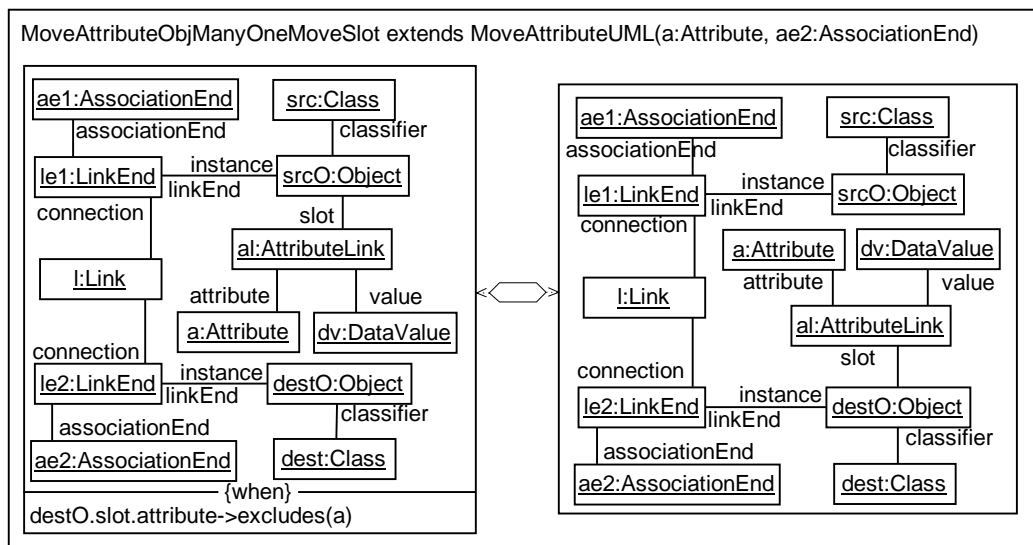 MoveAttributeObjManyOneMoveSlot extends MoveAttributeUML(a:Attribute, ae2:AssociationEnd)
ae1:AssociationEnd
src:Class
associationEnd
classifier
le1:LinkEnd
instance
linkEnd
srcO:Object
connection
slot
al:AttributeLink
l:Link
attribute
value
a:Attribute
dv:DataValue
connection
le2:LinkEnd
instance
linkEnd
destO:Object
associationEnd
classifier
ae2:AssociationEnd
dest:Class
{when}
destO.slot.attribute->excludes(a)
ae1:AssociationEnd
src:Class
associationEnd
classifier
le1:LinkEnd
instance
linkEnd
srcO:Object
connection
a:Attribute
dv:DataValue
attribute
value
l:Link
al:AttributeLink
slot
connection
le2:LinkEnd
instance
linkEnd
destO:Object
associationEnd
classifier
ae2:AssociationEnd
dest:Class